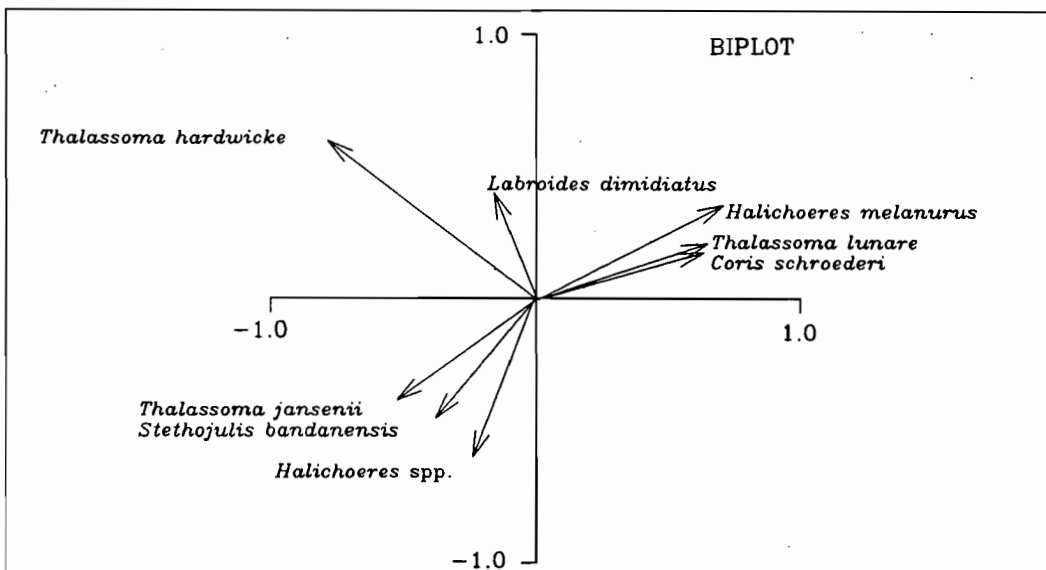 1.0
BIPLOT
Thalassoma hardwicke
Labroides dimidiatus
Halichoeres melanurus
Thalassoma lunare
Coris schroederi
-1.0
1.0
Thalassoma jansenii
Stethojulis bandanensis
Halichoeres spp.
-1.0